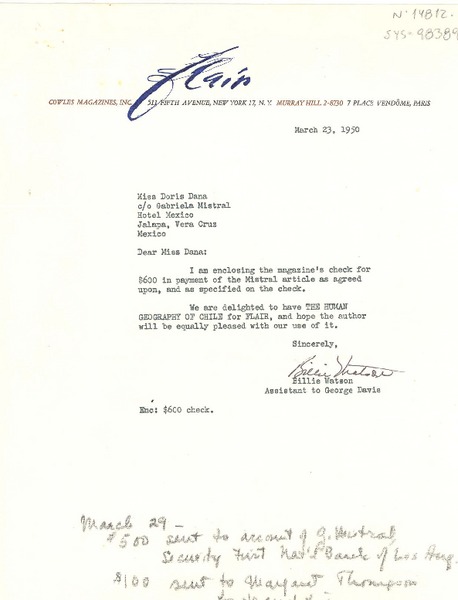 Nº 14812-
SYS-98389
flair
COWLES MAGAZINES, INC. 511 FIFTH AVENUE, NEW YORK 17, N. Y. MURRAY HILL 2-8730 7 PLACE VENDÔME, PARIS
March 23, 1950
Miss Doris Dana
c/o Gabriela Mistral
Hotel Mexico
Jalapa, Vera Cruz
Mexico
Dear Miss Dana:
I am enclosing the magazine's check for
$600 in payment of the Mistral article as agreed
upon, and as specified on the check.
We are delighted to have THE HUMAN
GEOGRAPHY OF CHILE for FLAIR, and hope the author
will be equally pleased with our use of it.
Sincerely,
Billie Watson
Billie Watson
Assistant to George Davis
Enc: $600 check.
March 29 -
$500 sent to account of G. Mistral,
Security First Nat'l Bank of Los Ang.
$100 sent to Margaret Thompson